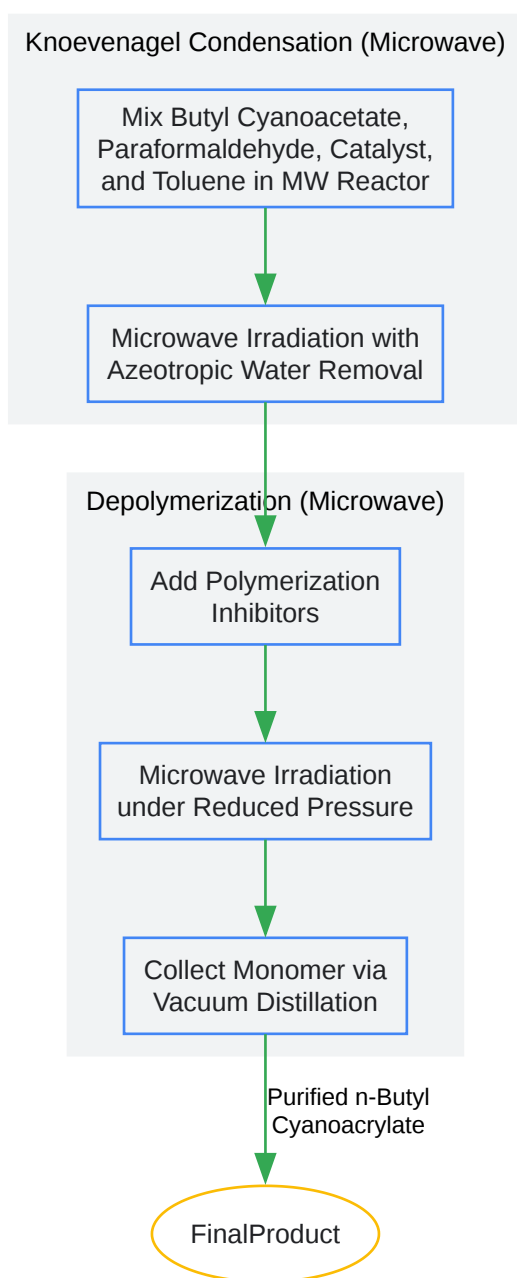 Knoevenagel Condensation (Microwave)
Mix Butyl Cyanoacetate,
Paraformaldehyde, Catalyst,
and Toluene in MW Reactor
Microwave Irradiation with
Azeotropic Water Removal
Depolymerization (Microwave)
Add Polymerization
Inhibitors
Microwave Irradiation
under Reduced Pressure
Collect Monomer via
Vacuum Distillation
Purified n-Butyl
Cyanoacrylate
FinalProduct